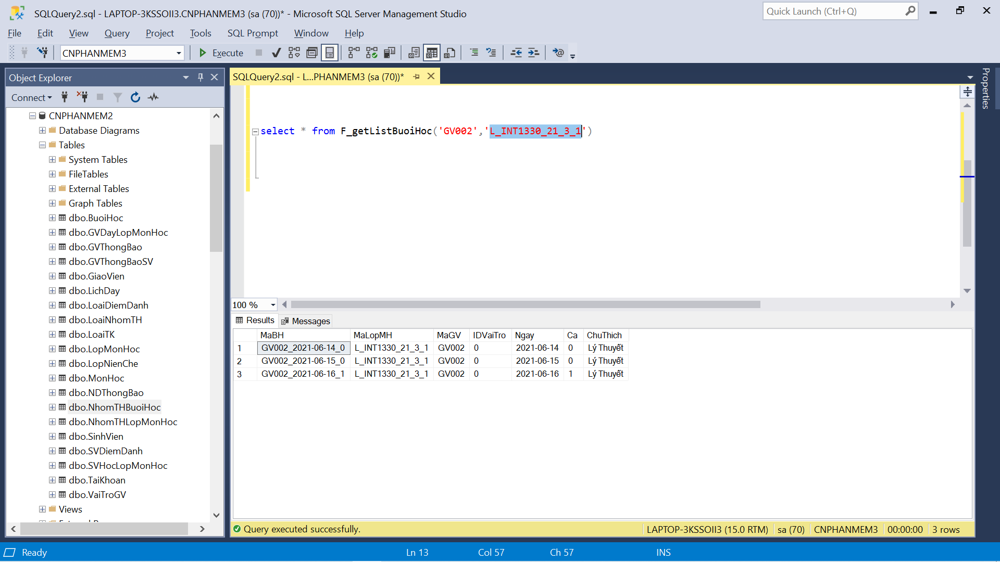 SQLQuery2.sql - LAPTOP-3KSSOII3.CNPHANMEM3 (sa (70))* - Microsoft SQL Server Management Studio
Quick Launch (Ctrl+Q)
File Edit View Query Project Tools SQL Prompt Window Help
CNPHANMEM3 Execute
Object Explorer
Connect
CNPHANMEM2
Database Diagrams
Tables
System Tables
FileTables
External Tables
Graph Tables
dbo.BuoiHoc
dbo.GVDayLopMonHoc
dbo.GVThongBao
dbo.GVThongBaoSV
dbo.GiaoVien
dbo.LichDay
dbo.LoaiDiemDanh
dbo.LoaiNhomTH
dbo.LoaiTK
dbo.LopMonHoc
dbo.LopNienChe
dbo.MonHoc
dbo.NDThongBao
dbo.NhomTHBuoiHoc
dbo.NhomTHLopMonHoc
dbo.SinhVien
dbo.SVDiemDanh
dbo.SVHocLopMonHoc
dbo.TaiKhoan
dbo.VaiTroGV
Views
SQLQuery2.sql - L...PHANMEM3 (sa (70))*
select * from F_getListBuoiHoc('GV002','L_INT1330_21_3_1')
100 %
Results Messages
MaBH MaLopMH MaGV IDVaiTro Ngay Ca ChuThich
1 GV002_2021-06-14_0 L_INT1330_21_3_1 GV002 0 2021-06-14 0 Lý Thuyết
2 GV002_2021-06-15_0 L_INT1330_21_3_1 GV002 0 2021-06-15 0 Lý Thuyết
3 GV002_2021-06-16_1 L_INT1330_21_3_1 GV002 0 2021-06-16 1 Lý Thuyết
Query executed successfully. LAPTOP-3KSSOII3 (15.0 RTM) sa (70) CNPHANMEM3 00:00:00 3 rows
Properties
Ready Ln 13 Col 57 Ch 57 INS